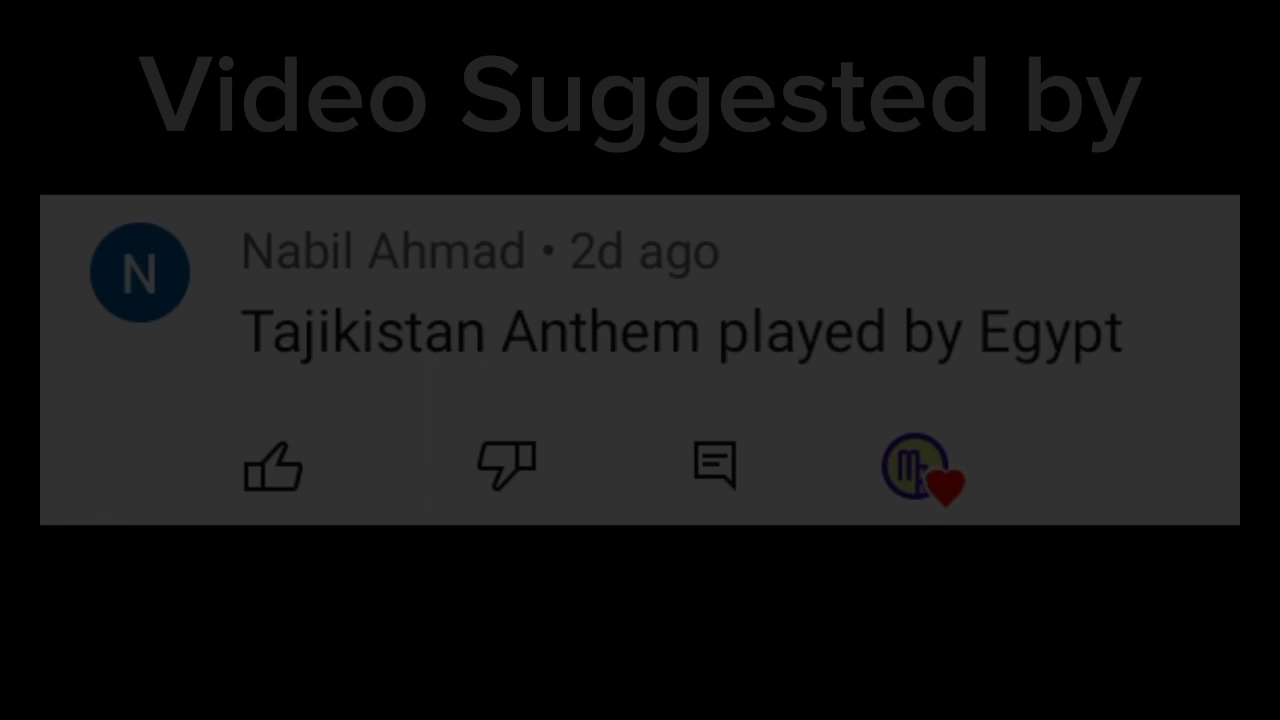 Video Suggested by
N
Nabil Ahmad • 2d ago
Tajikistan Anthem played by Egypt